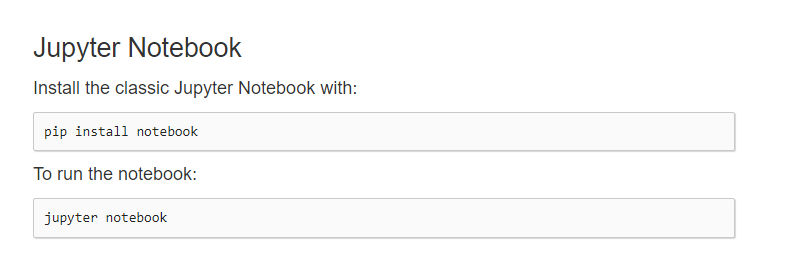 Jupyter Notebook
Install the classic Jupyter Notebook with:
pip install notebook
To run the notebook:
jupyter notebook